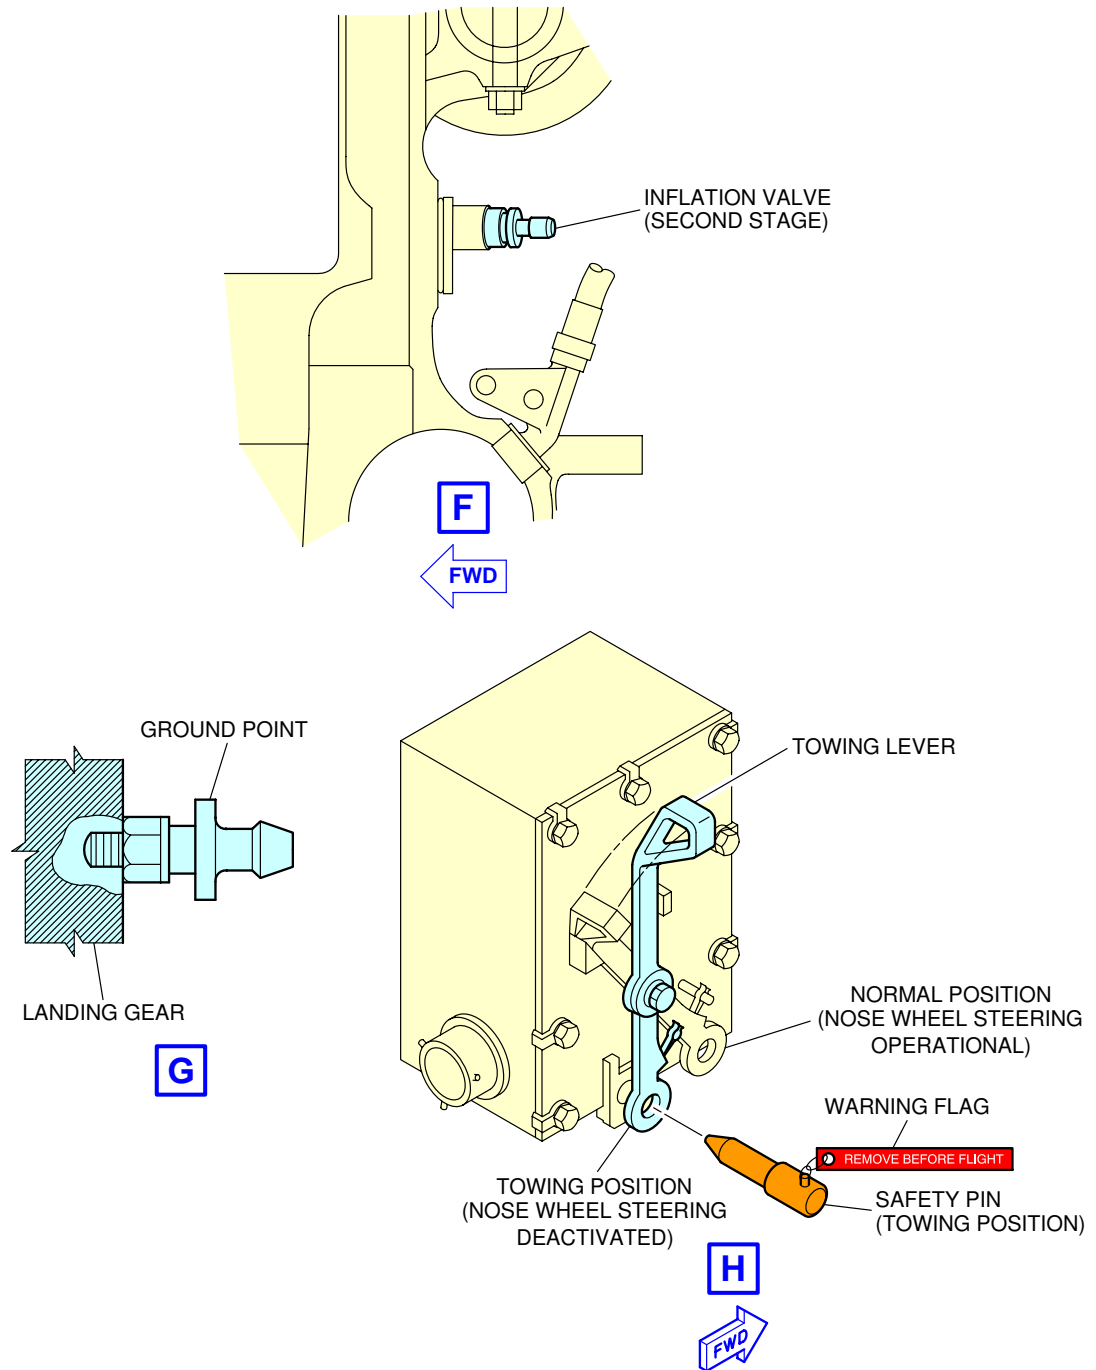 INFLATION VALVE
(SECOND STAGE)
F
FWD
GROUND POINT
LANDING GEAR
G
TOWING LEVER
NORMAL POSITION
(NOSE WHEEL STEERING
OPERATIONAL)
WARNING FLAG
REMOVE BEFORE FLIGHT
SAFETY PIN
(TOWING POSITION)
TOWING POSITION
(NOSE WHEEL STEERING
DEACTIVATED)
H
FWD